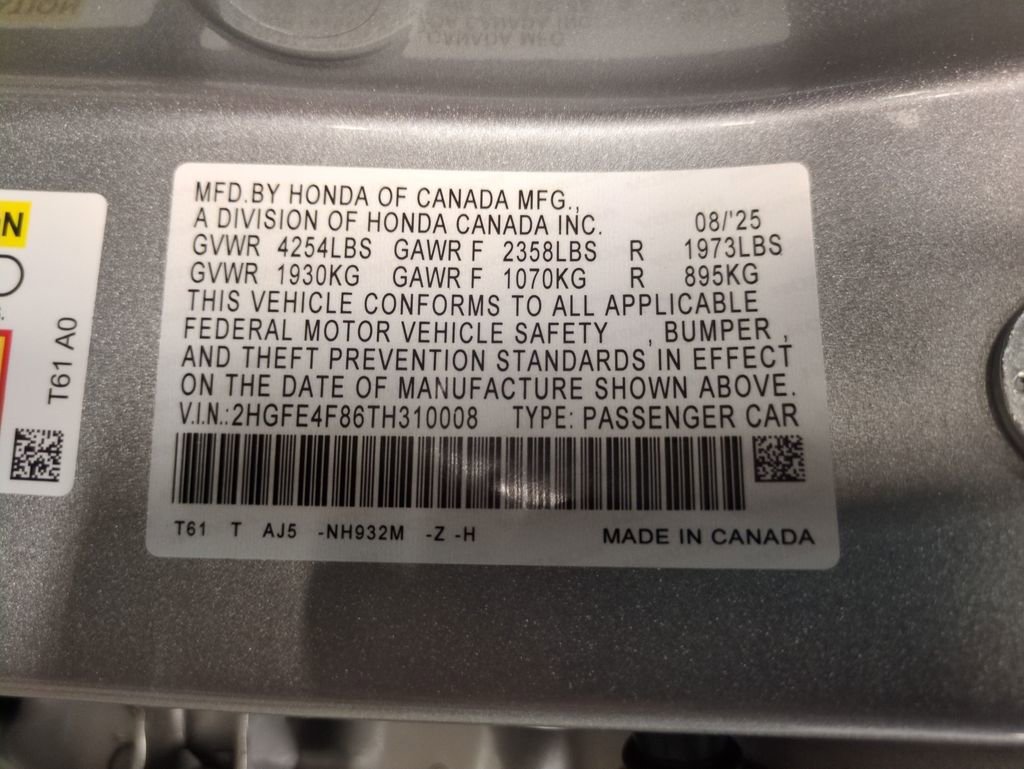 MFD.BY HONDA OF CANADA MFG.,
A DIVISION OF HONDA CANADA INC. 08/'25
GVWR 4254LBS GAWR F 2358LBS R 1973LBS
GVWR 1930KG GAWR F 1070KG R 895KG
THIS VEHICLE CONFORMS TO ALL APPLICABLE
FEDERAL MOTOR VEHICLE SAFETY , BUMPER ,
AND THEFT PREVENTION STANDARDS IN EFFECT
ON THE DATE OF MANUFACTURE SHOWN ABOVE.
V.I.N.:2HGFE4F86TH310008 TYPE: PASSENGER CAR
T61 T AJ5 -NH932M -Z -H MADE IN CANADA
T61 A0